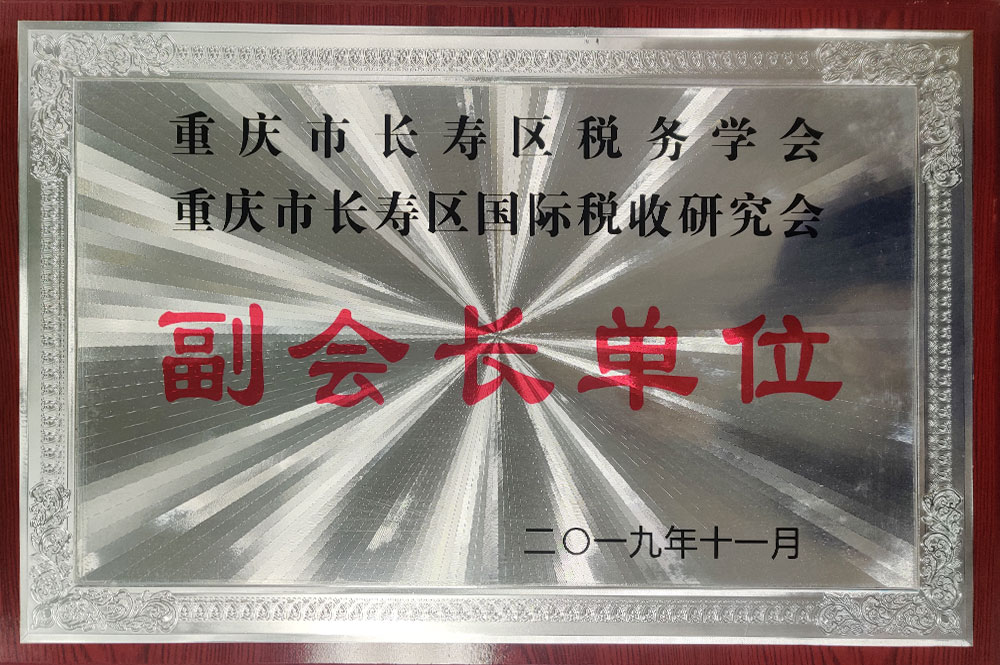 重庆市长寿区税务学会
重庆市长寿区国际税收研究会
副会长单位
二〇一九年十一月